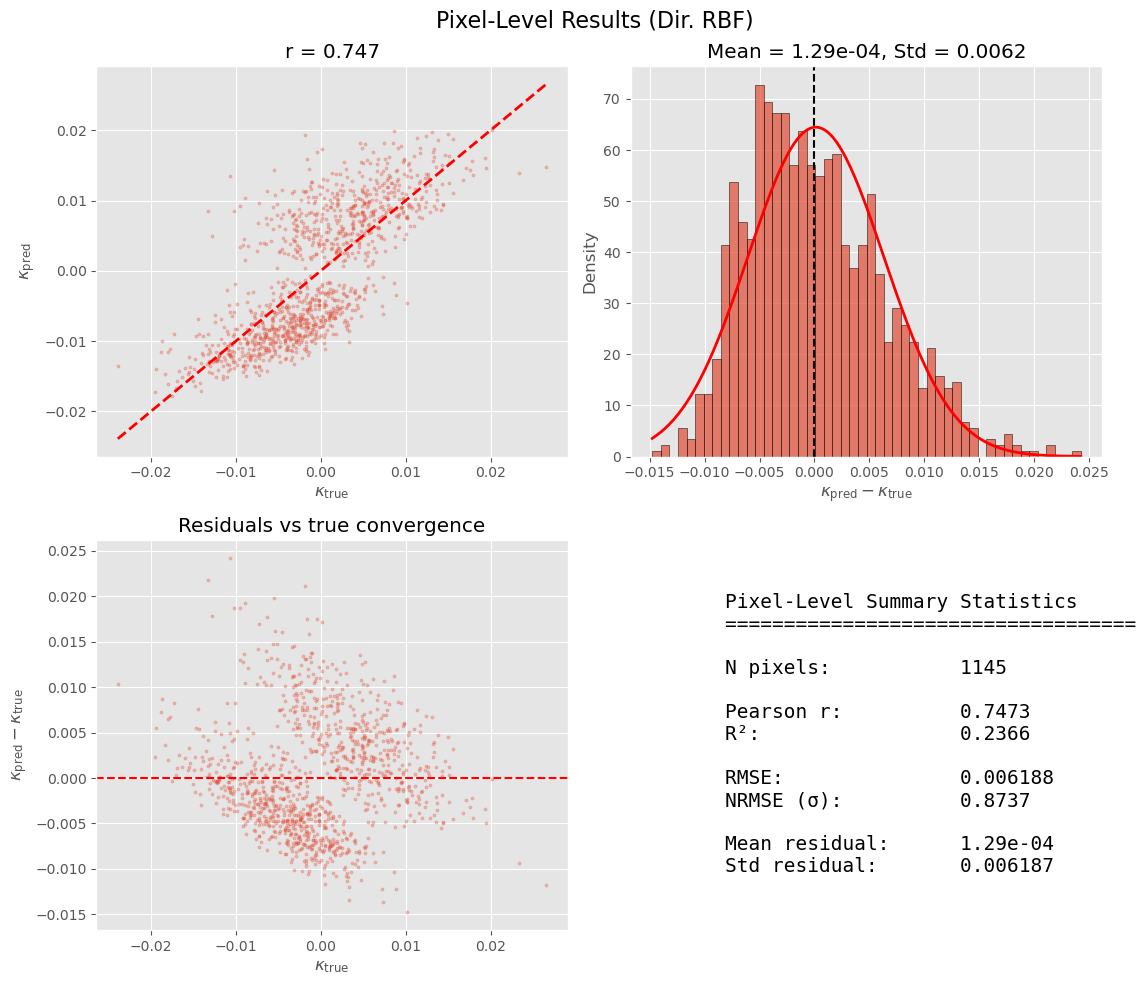 Pixel-Level Results (Dir. RBF)
r = 0.747
0.02
0.01
0.00
−0.01
−0.02
κpred
−0.02
−0.01
0.00
0.01
0.02
κtrue
Mean = 1.29e-04, Std = 0.0062
70
60
50
40
30
20
10
0
Density
−0.015
−0.010
−0.005
0.000
0.005
0.010
0.015
0.020
0.025
κpred − κtrue
Residuals vs true convergence
0.025
0.020
0.015
0.010
0.005
0.000
−0.005
−0.010
−0.015
κpred − κtrue
−0.02
−0.01
0.00
0.01
0.02
κtrue
Pixel-Level Summary Statistics
===================================
N pixels: 1145
Pearson r: 0.7473
R²: 0.2366
RMSE: 0.006188
NRMSE (σ): 0.8737
Mean residual: 1.29e-04
Std residual: 0.006187